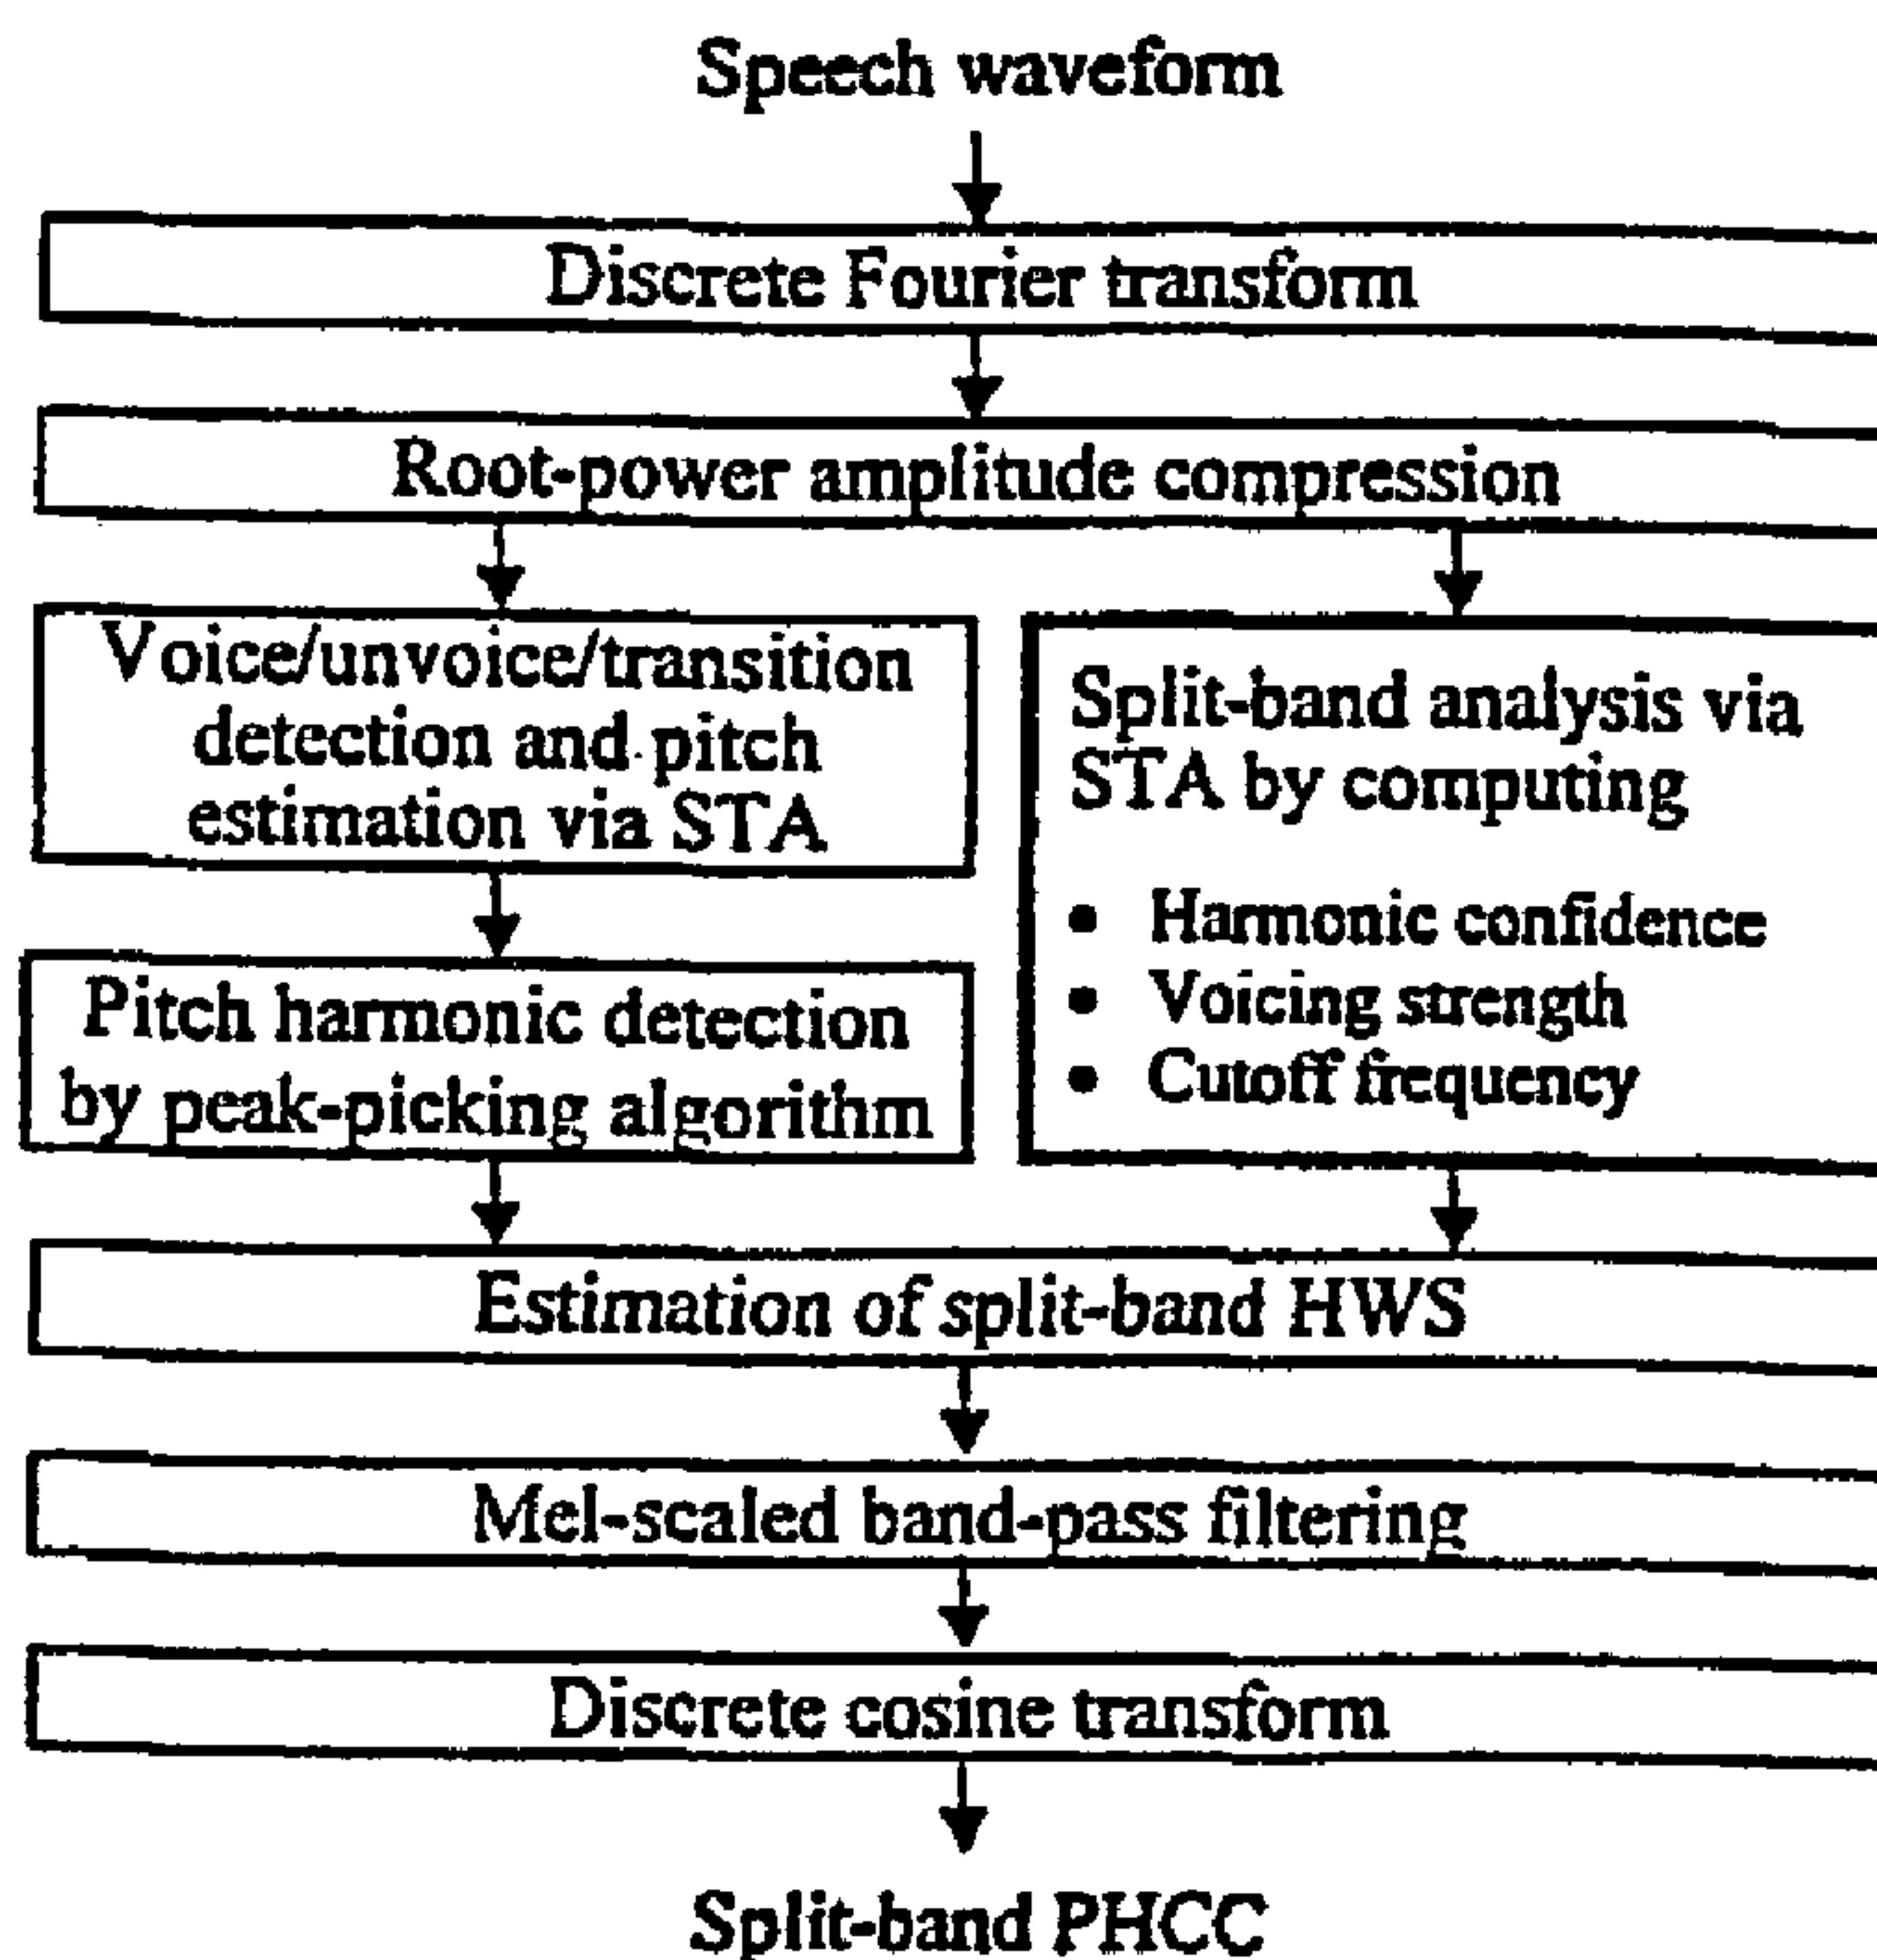 Speech waveform
Discrete Fourier transform
Root-power amplitude compression
Voice/unvoice/transition
detection and pitch
estimation via STA
Pitch harmonic detection
by peak-picking algorithm
Split-band analysis via
STA by computing
• Harmonic confidence
• Voicing strength
• Cutoff frequency
Estimation of split-band HWS
Mel-scaled band-pass filtering
Discrete cosine transform
Split-band PHCC